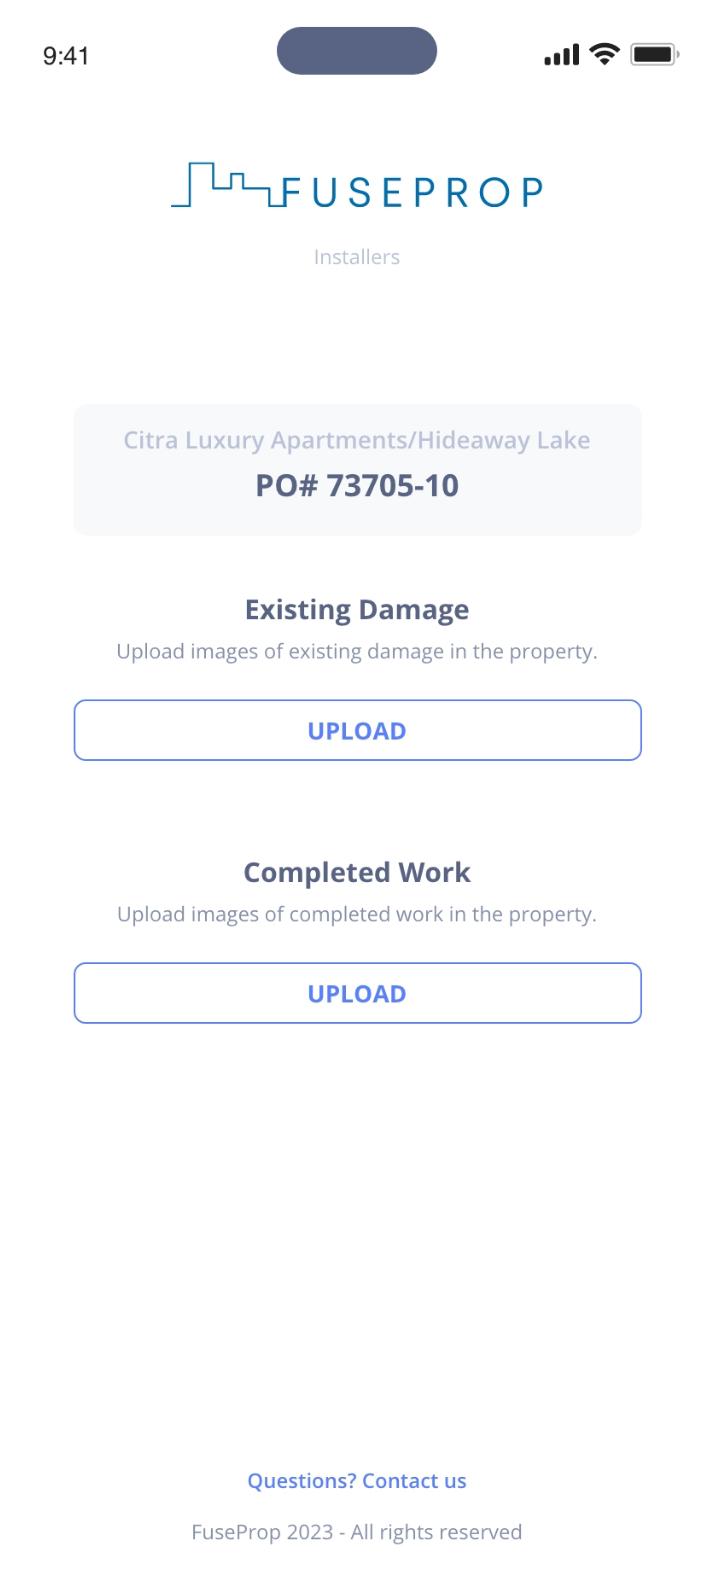 9:41
FUSEPROP
Installers
Citra Luxury Apartments/Hideaway Lake
PO# 73705-10
Existing Damage
Upload images of existing damage in the property.
UPLOAD
Completed Work
Upload images of completed work in the property.
UPLOAD
Questions? Contact us
FuseProp 2023 - All rights reserved